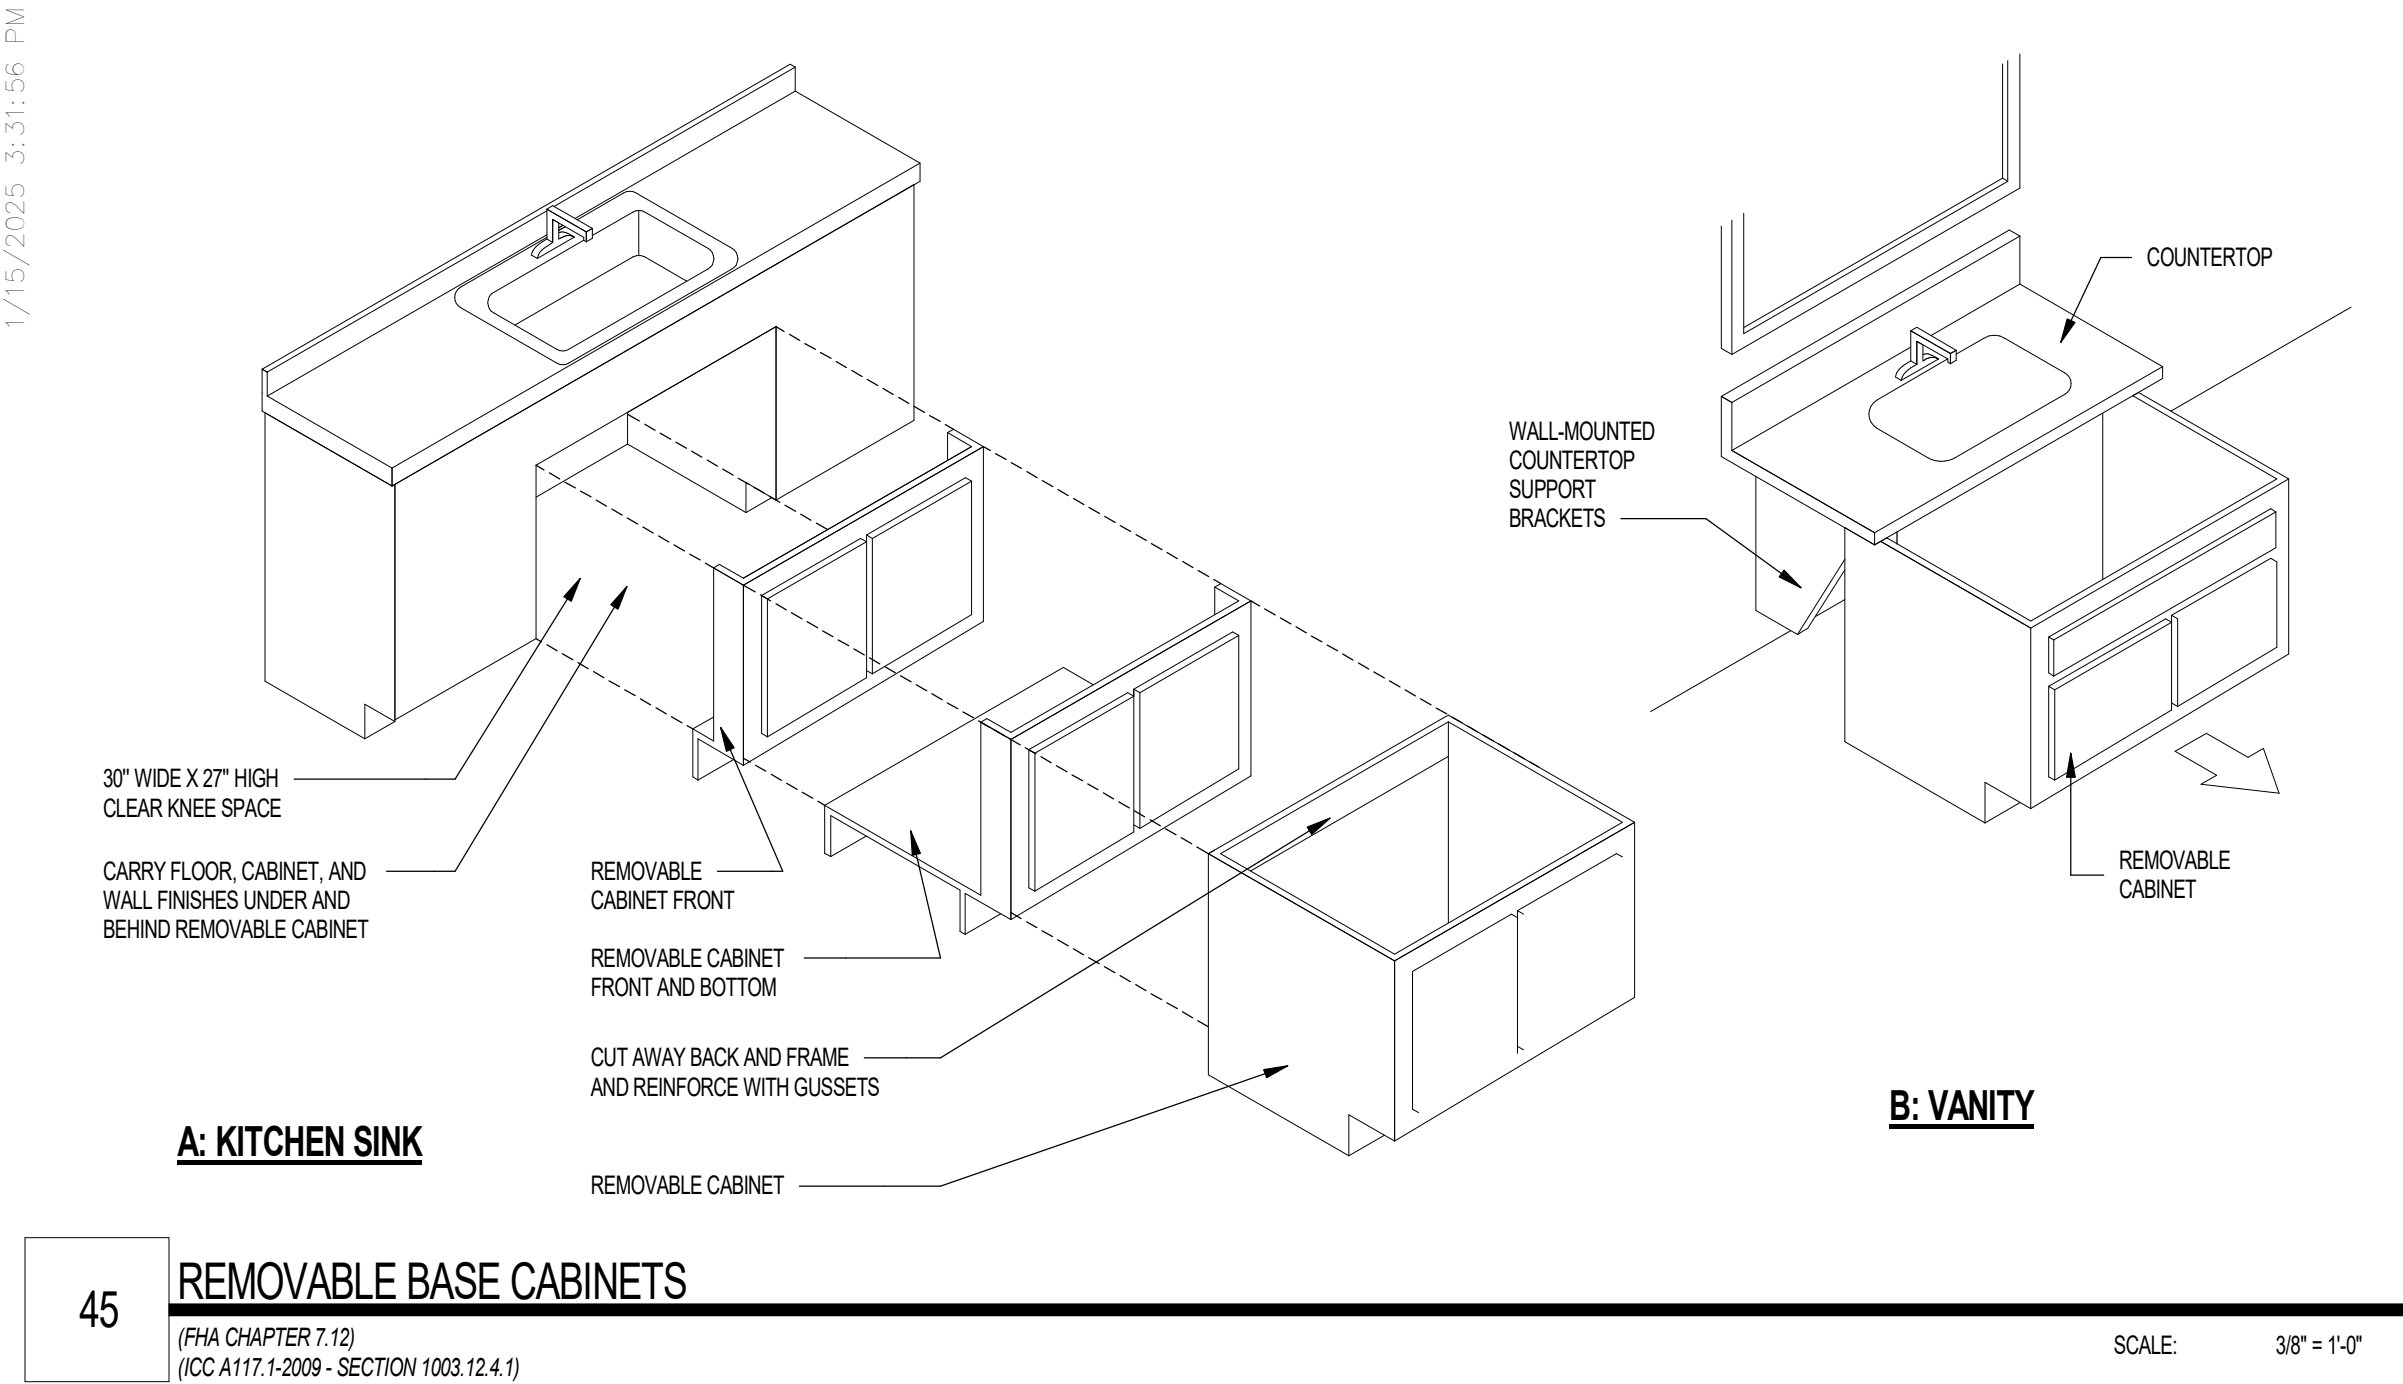 1/15/2025 3:31:56 PM
COUNTERTOP
WALL-MOUNTED
COUNTERTOP
SUPPORT
BRACKETS
30" WIDE X 27" HIGH
CLEAR KNEE SPACE
CARRY FLOOR, CABINET, AND
WALL FINISHES UNDER AND
BEHIND REMOVABLE CABINET
REMOVABLE
CABINET FRONT
REMOVABLE CABINET
FRONT AND BOTTOM
CUT AWAY BACK AND FRAME
AND REINFORCE WITH GUSSETS
REMOVABLE CABINET
REMOVABLE
CABINET
A: KITCHEN SINK
B: VANITY
45
REMOVABLE BASE CABINETS
(FHA CHAPTER 7.12)
(ICC A117.1-2009 - SECTION 1003.12.4.1)
SCALE: 3/8" = 1'-0"